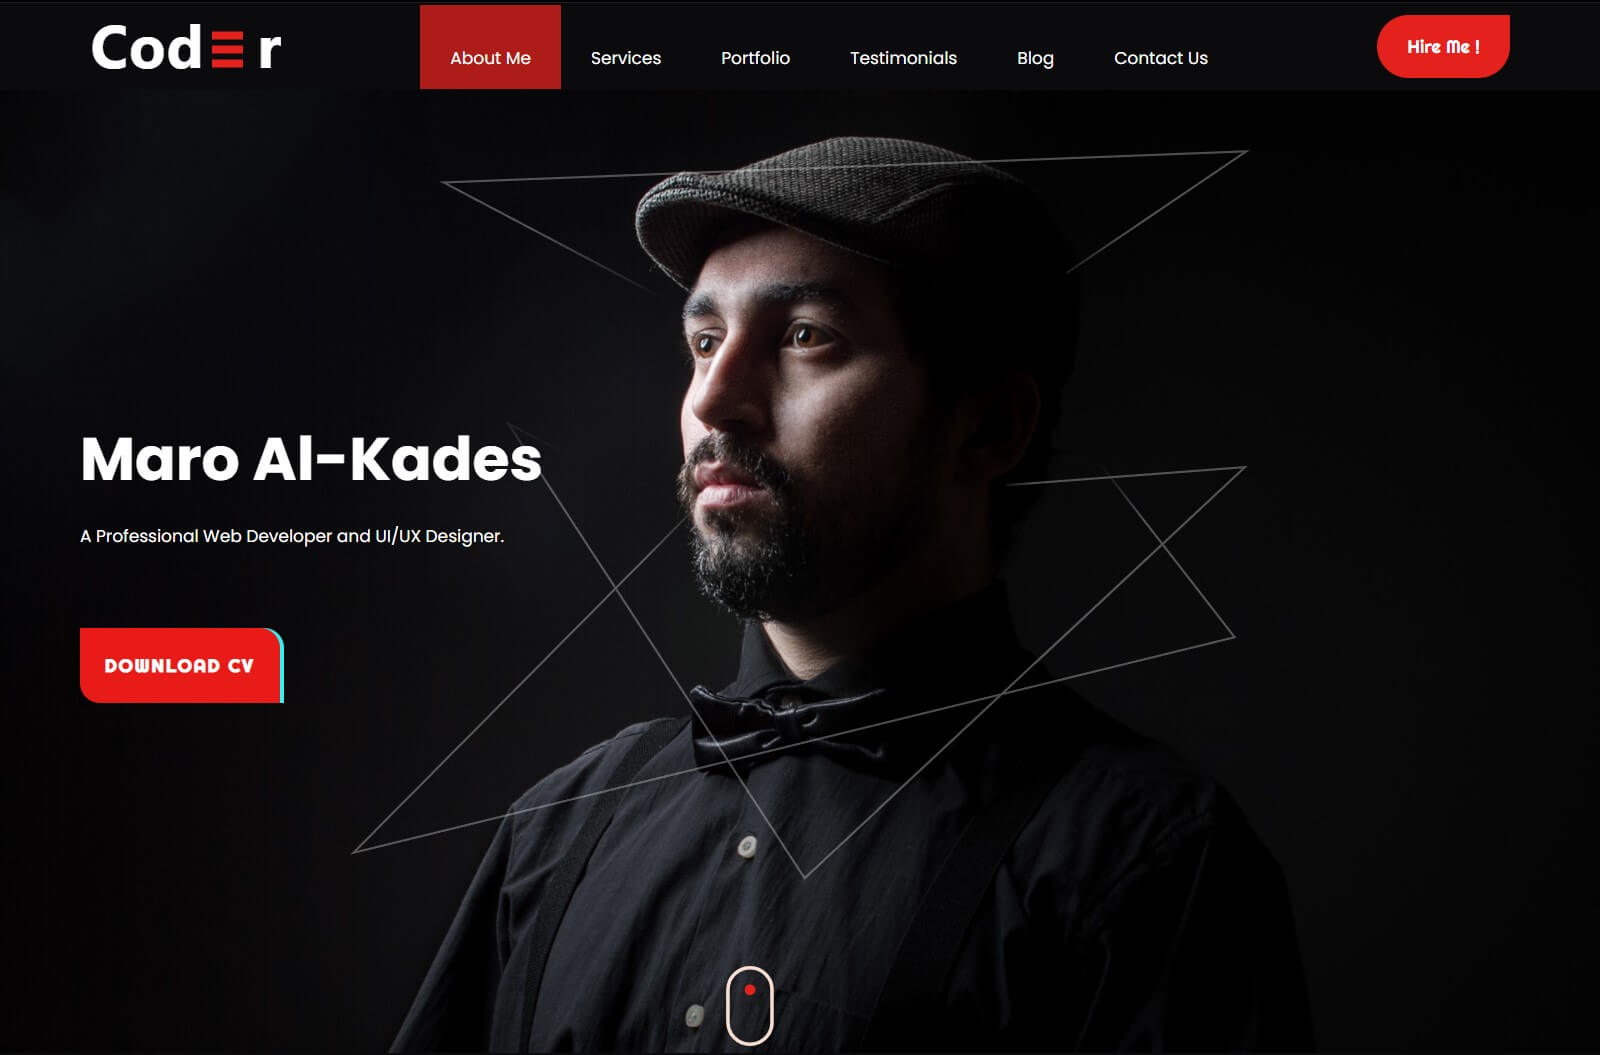 Coder
About Me
Services
Portfolio
Testimonials
Blog
Contact Us
Hire Me !
Maro Al-Kades
A Professional Web Developer and UI/UX Designer.
DOWNLOAD CV